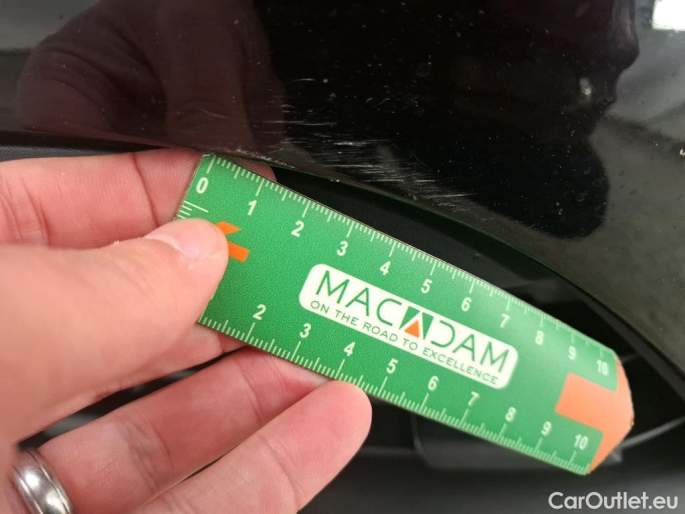 0 1 2 3 4 5 6 7 8 9 10
MACADAM
ON THE ROAD TO EXCELLENCE
2 3 4 5 6 7 8 9 10
CarOutlet.eu